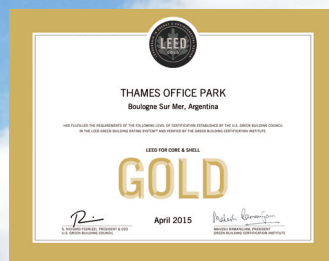 LEED
THAMES OFFICE PARK
Boulogne Sur Mer, Argentina
HAS FULFILLED THE REQUIREMENTS OF THE FOLLOWING LEVEL OF CERTIFICATION ESTABLISHED BY THE U.S. GREEN BUILDING COUNCIL
IN THE LEED GREEN BUILDING RATING SYSTEM™ AND VERIFIED BY THE GREEN BUILDING CERTIFICATION INSTITUTE.
LEED FOR CORE & SHELL
GOLD
April 2015
S. RICHARD FEDRIZZI, PRESIDENT & CEO
U.S. GREEN BUILDING COUNCIL
MAHESH RAMANUJAM, PRESIDENT
GREEN BUILDING CERTIFICATION INSTITUTE